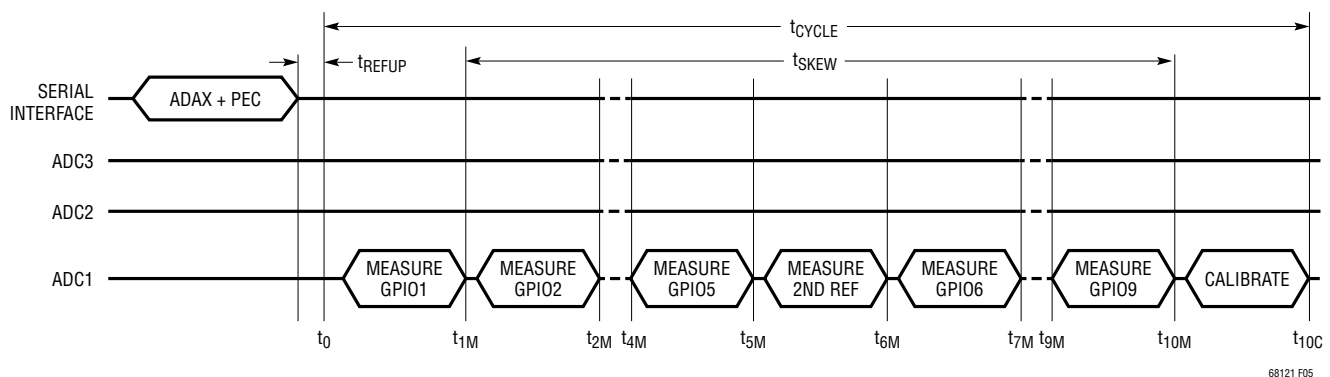 tCYCLE
tREFUP
tSKEW
SERIAL
INTERFACE
ADAX + PEC
ADC3
ADC2
ADC1
MEASURE
GPIO1
MEASURE
GPIO2
MEASURE
GPIO5
MEASURE
2ND REF
MEASURE
GPIO6
MEASURE
GPIO9
CALIBRATE
t0 t1M t2M t4M t5M t6M t7M t9M t10M t10C
68121 F05